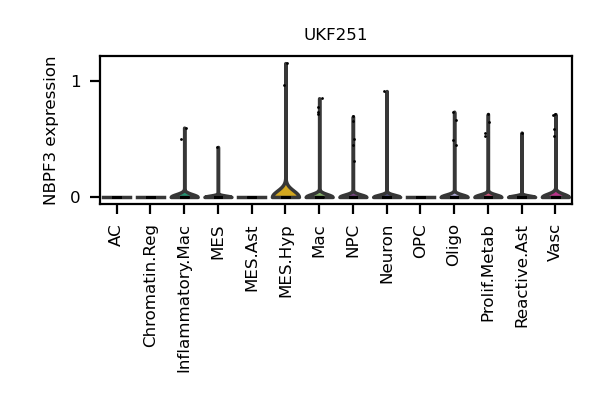 UKF251
NBPF3 expression
1
0
AC
Chromatin.Reg
Inflammatory.Mac
MES
MES.Ast
MES.Hyp
Mac
NPC
Neuron
OPC
Oligo
Prolif.Metab
Reactive.Ast
Vasc